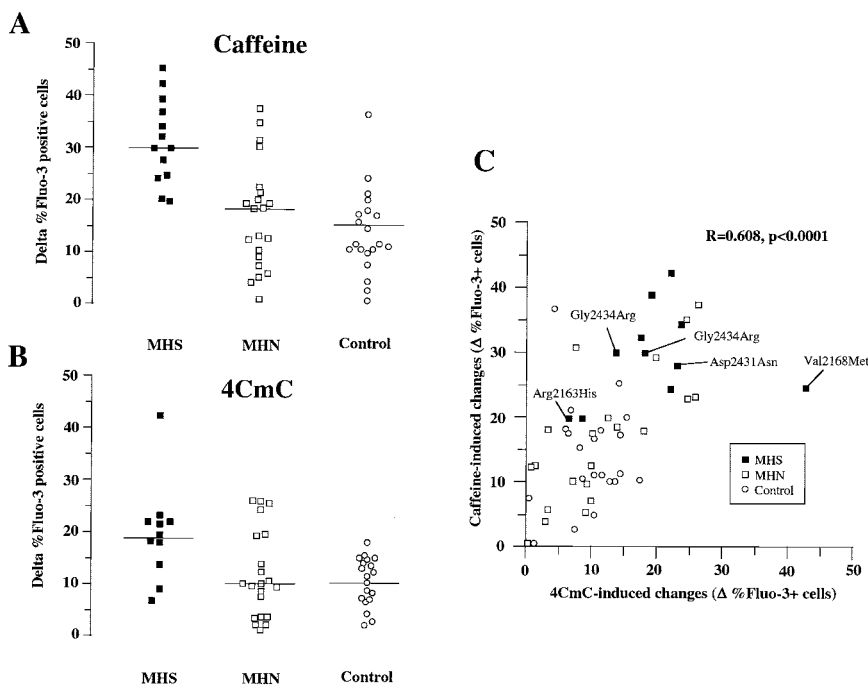 A
Caffeine
Delta %Fluo-3 positive cells
50
40
30
20
10
0
MHS
MHN
Control
B
4CmC
Delta %Fluo-3 positive cells
50
40
30
20
10
0
MHS
MHN
Control
C
R=0.608, p<0.0001
Caffeine-induced changes (Δ %Fluo-3+ cells)
50
40
30
20
10
0
Gly2434Arg
Gly2434Arg
Asp2431Asn
Val2168Met
Arg2163His
MHS
MHN
Control
0
10
20
30
40
50
4CmC-induced changes (Δ %Fluo-3+ cells)